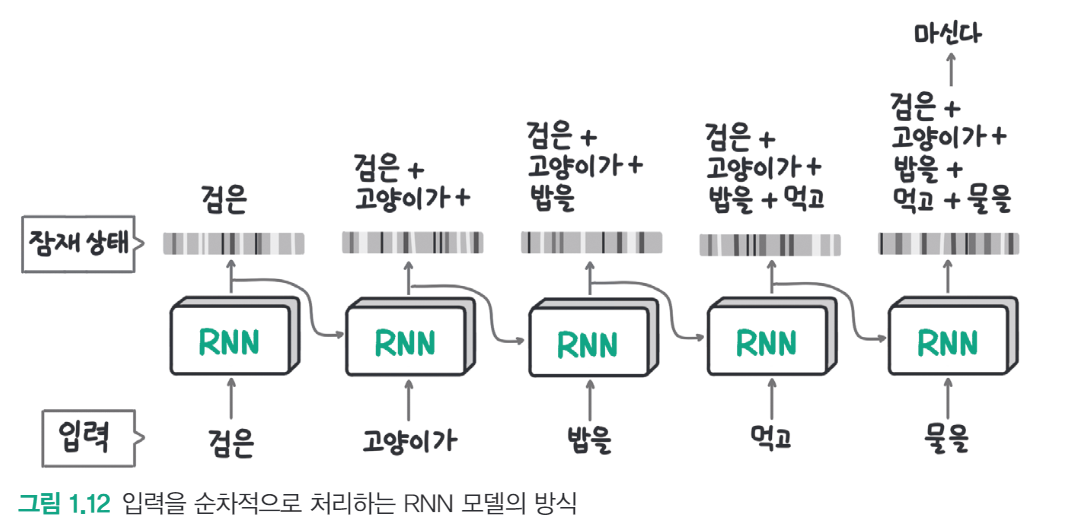 마신다
검은 +
고양이가 +
밥을 +
먹고 + 물을
검은 +
고양이가 +
밥을 + 먹고
검은 +
고양이가 +
밥을
검은 +
고양이가 +
검은
잠재 상태
RNN
RNN
RNN
RNN
RNN
입력
검은
고양이가
밥을
먹고
물을
그림 1.12 입력을 순차적으로 처리하는 RNN 모델의 방식